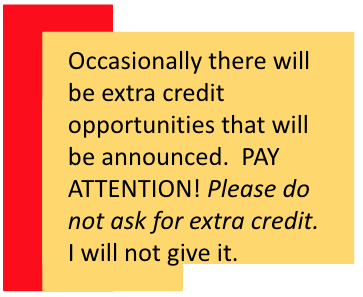 Occasionally there will
be extra credit
opportunities that will
be announced.  PAY
ATTENTION! Please do
not ask for extra credit.
I will not give it.